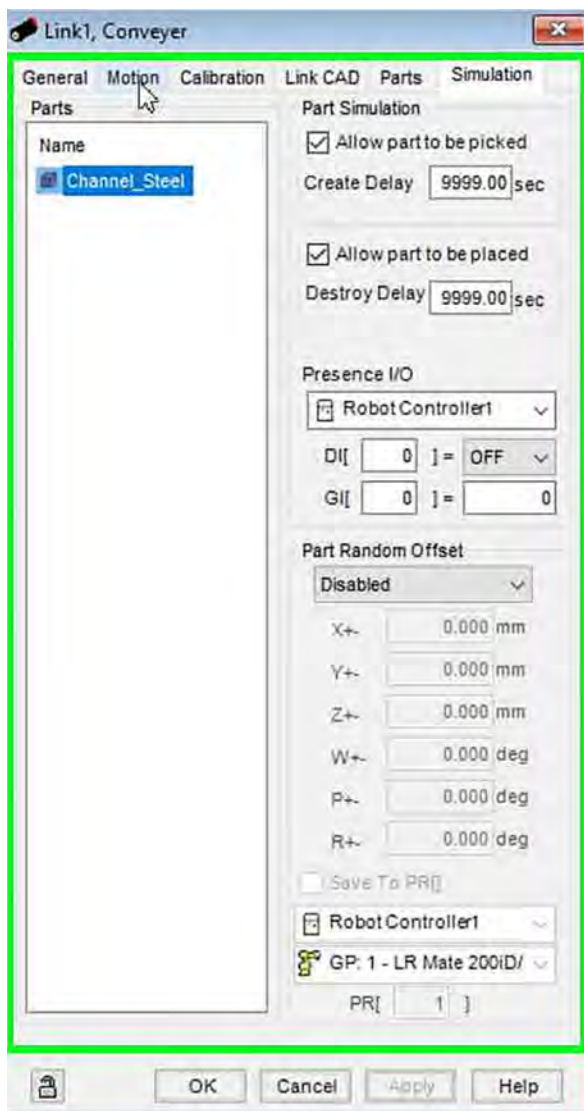 Link1, Conveyer
General Motion Calibration Link CAD Parts Simulation
Parts
Name
Channel_Steel
Part Simulation
Allow part to be picked
Create Delay 9999.00 sec
Allow part to be placed
Destroy Delay 9999.00 sec
Presence I/O
Robot Controller1
DI[ 0 ] = OFF
GI[ 0 ] = 0
Part Random Offset
Disabled
X+- 0.000 mm
Y+- 0.000 mm
Z+- 0.000 mm
W+- 0.000 deg
P+- 0.000 deg
R+- 0.000 deg
Save To PR[]
Robot Controller1
GP: 1 - LR Mate 200iD/
PR[ 1 ]
OK Cancel Apply Help